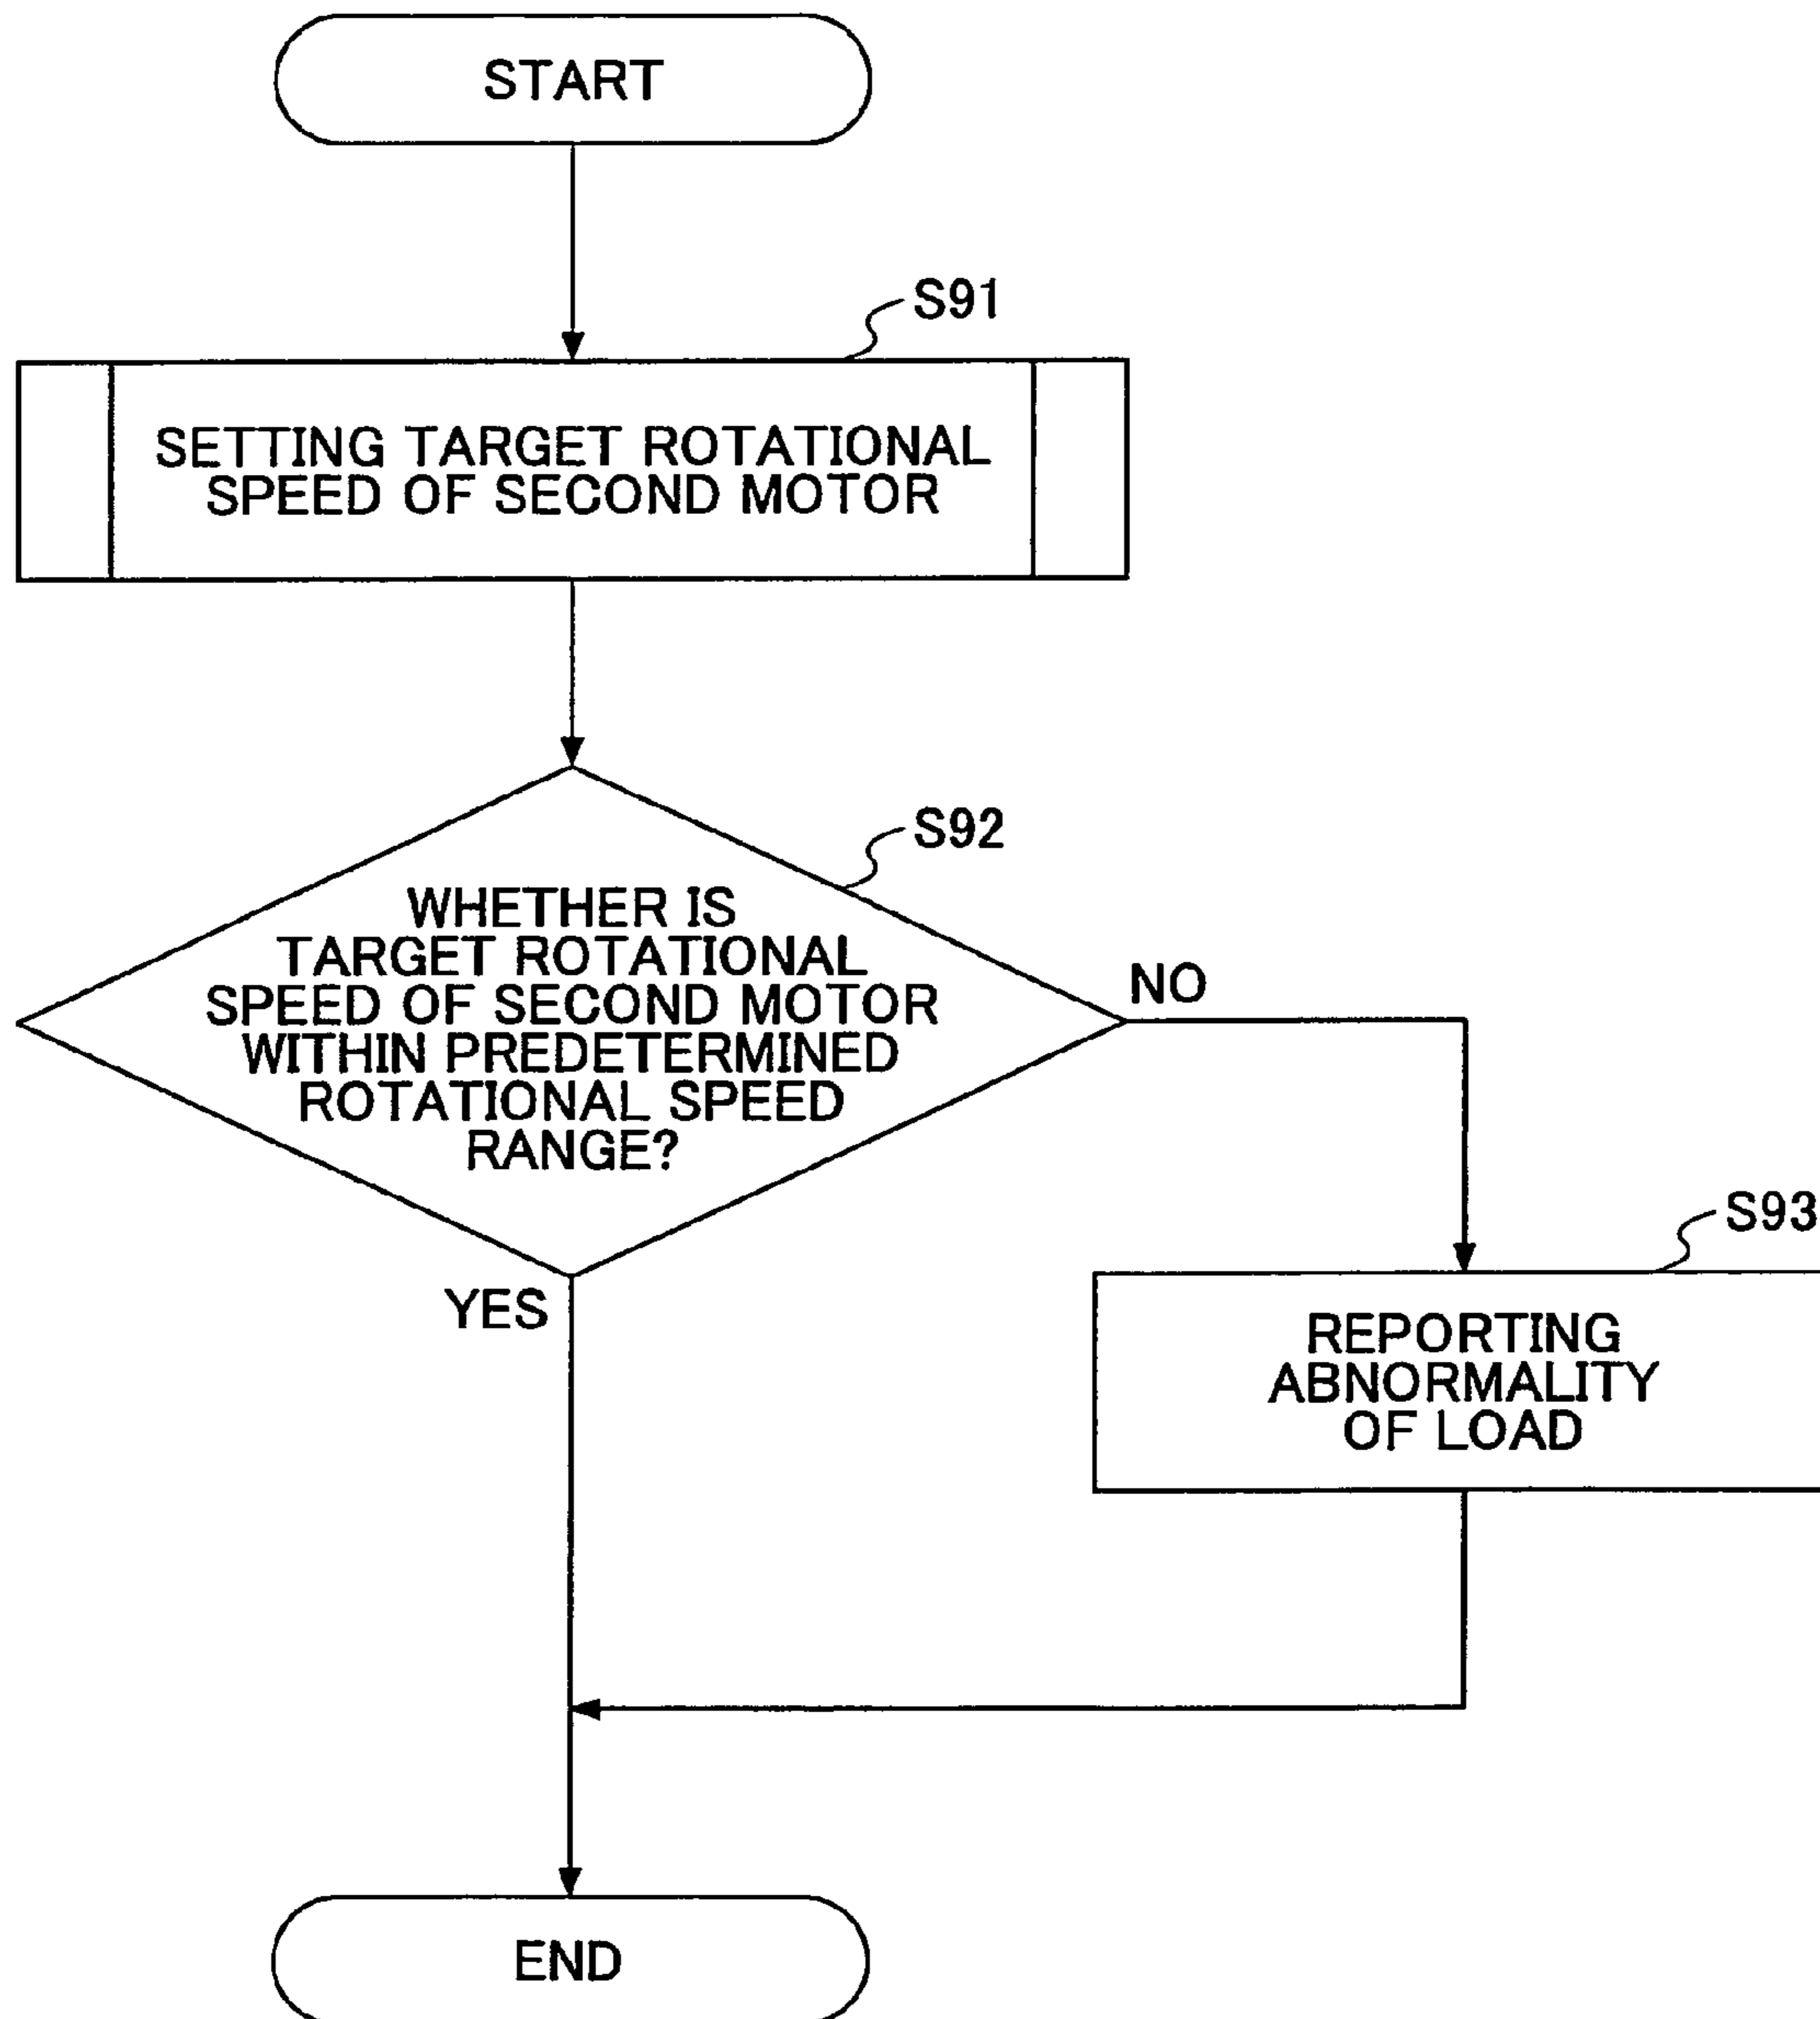 START
S91
SETTING TARGET ROTATIONAL
SPEED OF SECOND MOTOR
S92
WHETHER IS
TARGET ROTATIONAL
SPEED OF SECOND MOTOR
WITHIN PREDETERMINED
ROTATIONAL SPEED
RANGE?
NO
YES
S93
REPORTING
ABNORMALITY
OF LOAD
END